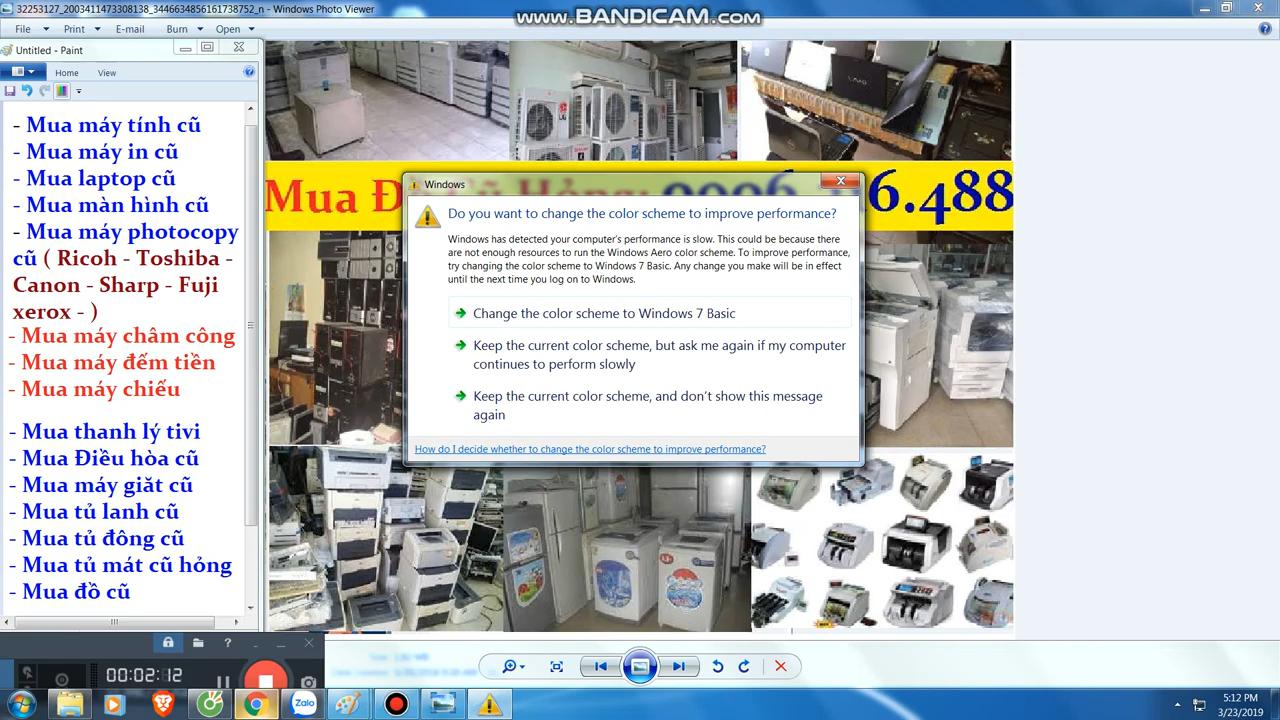 32253127_2003411473308138_3446634856161738752_n - Windows Photo Viewer
www.BANDICAM.com
File Print E-mail Burn Open
Untitled - Paint
Home View
- Mua máy tính cũ
- Mua máy in cũ
- Mua laptop cũ
- Mua màn hình cũ
- Mua máy photocopy
cũ ( Ricoh - Toshiba -
Canon - Sharp - Fuji
xerox - )
- Mua máy châm công
- Mua máy đếm tiền
- Mua máy chiếu
- Mua thanh lý tivi
- Mua Điều hòa cũ
- Mua máy giăt cũ
- Mua tủ lanh cũ
- Mua tủ đông cũ
- Mua tủ mát cũ hỏng
- Mua đồ cũ
Mua Đ
6.488
Windows
Do you want to change the color scheme to improve performance?
Windows has detected your computer's performance is slow. This could be because there
are not enough resources to run the Windows Aero color scheme. To improve performance,
try changing the color scheme to Windows 7 Basic. Any change you make will be in effect
until the next time you log on to Windows.
Change the color scheme to Windows 7 Basic
Keep the current color scheme, but ask me again if my computer
continues to perform slowly
Keep the current color scheme, and don't show this message
again
How do I decide whether to change the color scheme to improve performance?
00:02:12
Zalo
5:12 PM
3/23/2019